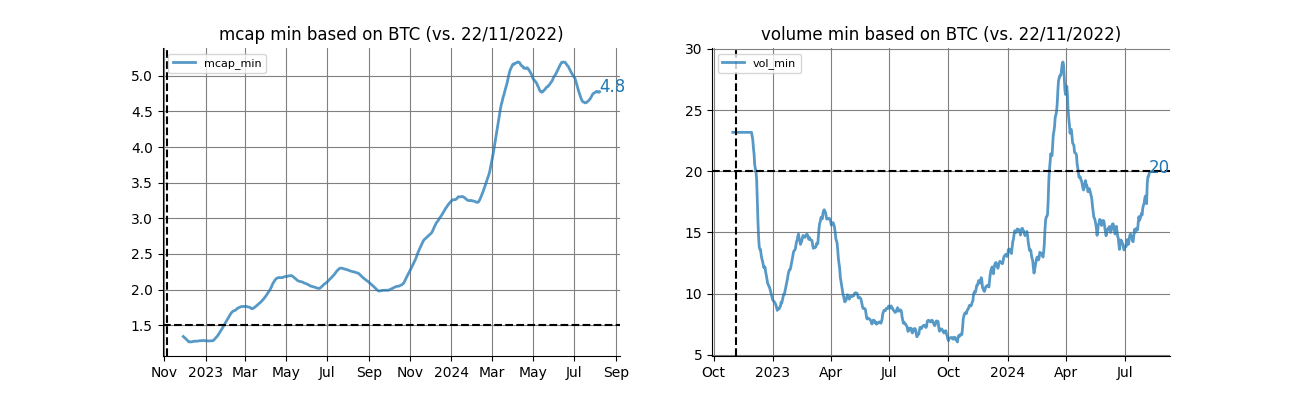 mcap min based on BTC (vs. 22/11/2022)
mcap_min
5.0
4.5
4.0
3.5
3.0
2.5
2.0
1.5
4.8
Nov 2023 Mar May Jul Sep Nov 2024 Mar May Jul Sep
volume min based on BTC (vs. 22/11/2022)
vol_min
30
25
20
15
10
5
20
Oct 2023 Apr Jul Oct 2024 Apr Jul